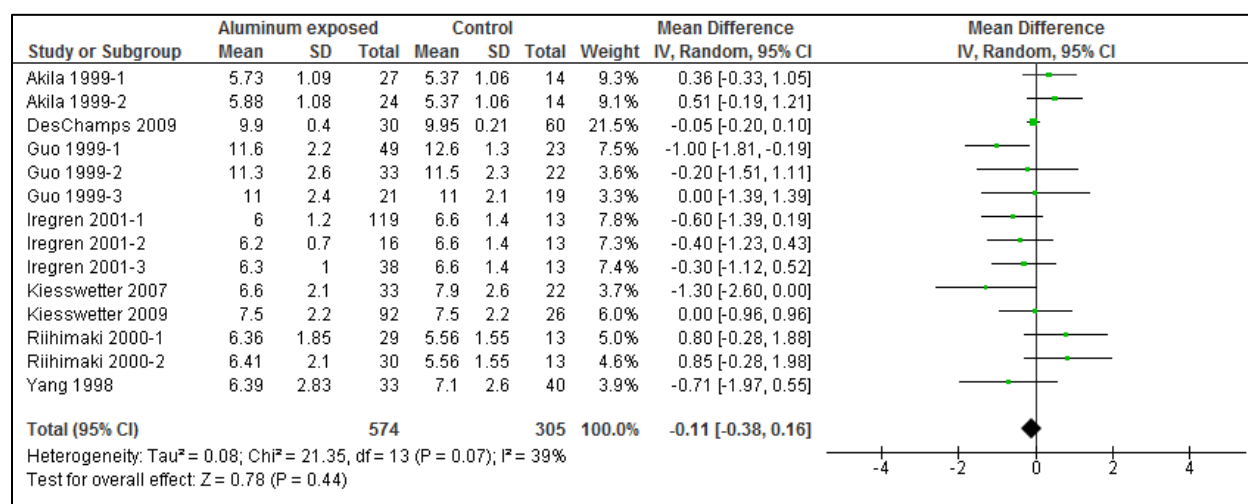 Aluminum exposed Control Mean Difference Mean Difference
Study or Subgroup Mean SD Total Mean SD Total Weight IV, Random, 95% CI IV, Random, 95% CI
Akila 1999-1 5.73 1.09 27 5.37 1.06 14 9.3% 0.36 [-0.33, 1.05]
Akila 1999-2 5.88 1.08 24 5.37 1.06 14 9.1% 0.51 [-0.19, 1.21]
DesChamps 2009 9.9 0.4 30 9.95 0.21 60 21.5% -0.05 [-0.20, 0.10]
Guo 1999-1 11.6 2.2 49 12.6 1.3 23 7.5% -1.00 [-1.81, -0.19]
Guo 1999-2 11.3 2.6 33 11.5 2.3 22 3.6% -0.20 [-1.51, 1.11]
Guo 1999-3 11 2.4 21 11 2.1 19 3.3% 0.00 [-1.39, 1.39]
Iregren 2001-1 6 1.2 119 6.6 1.4 13 7.8% -0.60 [-1.39, 0.19]
Iregren 2001-2 6.2 0.7 16 6.6 1.4 13 7.3% -0.40 [-1.23, 0.43]
Iregren 2001-3 6.3 1 38 6.6 1.4 13 7.4% -0.30 [-1.12, 0.52]
Kiesswetter 2007 6.6 2.1 33 7.9 2.6 22 3.7% -1.30 [-2.60, 0.00]
Kiesswetter 2009 7.5 2.2 92 7.5 2.2 26 6.0% 0.00 [-0.96, 0.96]
Riihimaki 2000-1 6.36 1.85 29 5.56 1.55 13 5.0% 0.80 [-0.28, 1.88]
Riihimaki 2000-2 6.41 2.1 30 5.56 1.55 13 4.6% 0.85 [-0.28, 1.98]
Yang 1998 6.39 2.83 33 7.1 2.6 40 3.9% -0.71 [-1.97, 0.55]
Total (95% CI) 574 305 100.0% -0.11 [-0.38, 0.16]
Heterogeneity: Tau² = 0.08; Chi² = 21.35, df = 13 (P = 0.07); I² = 39%
Test for overall effect: Z = 0.78 (P = 0.44)
-4 -2 0 2 4